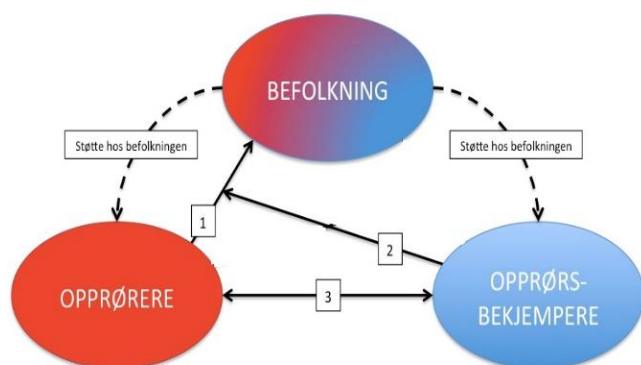 BEFOLKNING
Støtte hos befolkningen
Støtte hos befolkningen
1
2
OPPRØRERE
3
OPPRØRS-
BEKJEMPERE